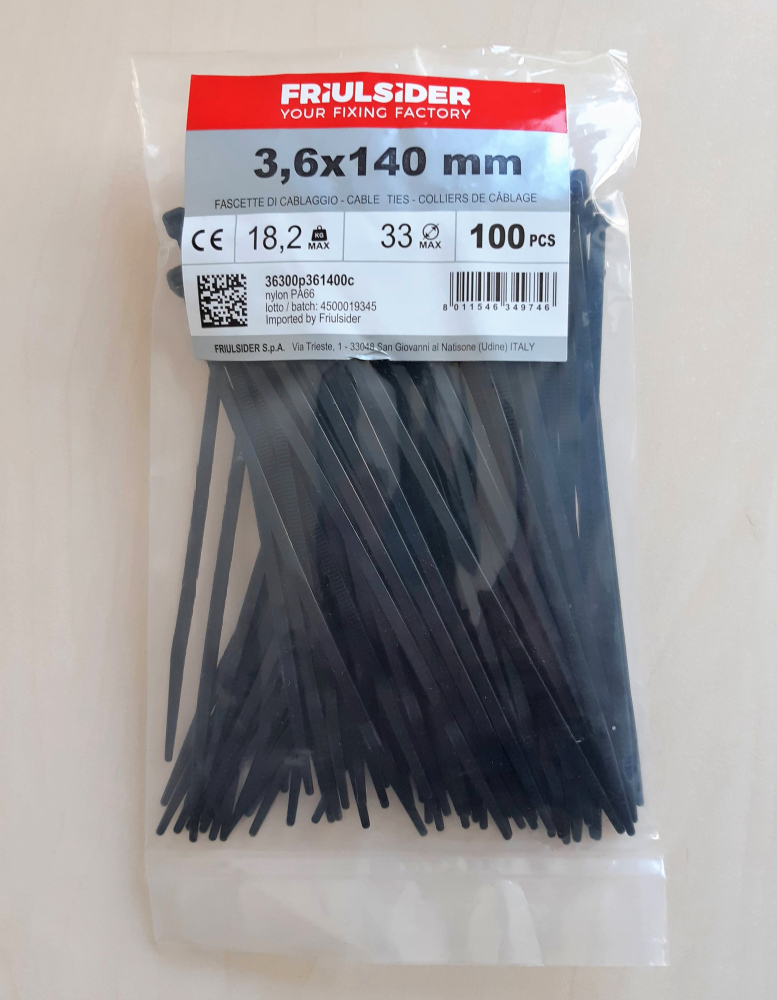 FRiULSiDER
YOUR FIXING FACTORY
3,6x140 mm
FASCETTE DI CABLAGGIO - CABLE TIES - COLLIERS DE CÂBLAGE
CE 18,2 KG MAX 33 MAX 100 PCS
36300p361400c
nylon PA66
lotto / batch: 4500019345
Imported by Friulsider
8 011546 349746
FRIULSIDER S.p.A. Via Trieste, 1 - 33048 San Giovanni al Natisone (Udine) ITALY